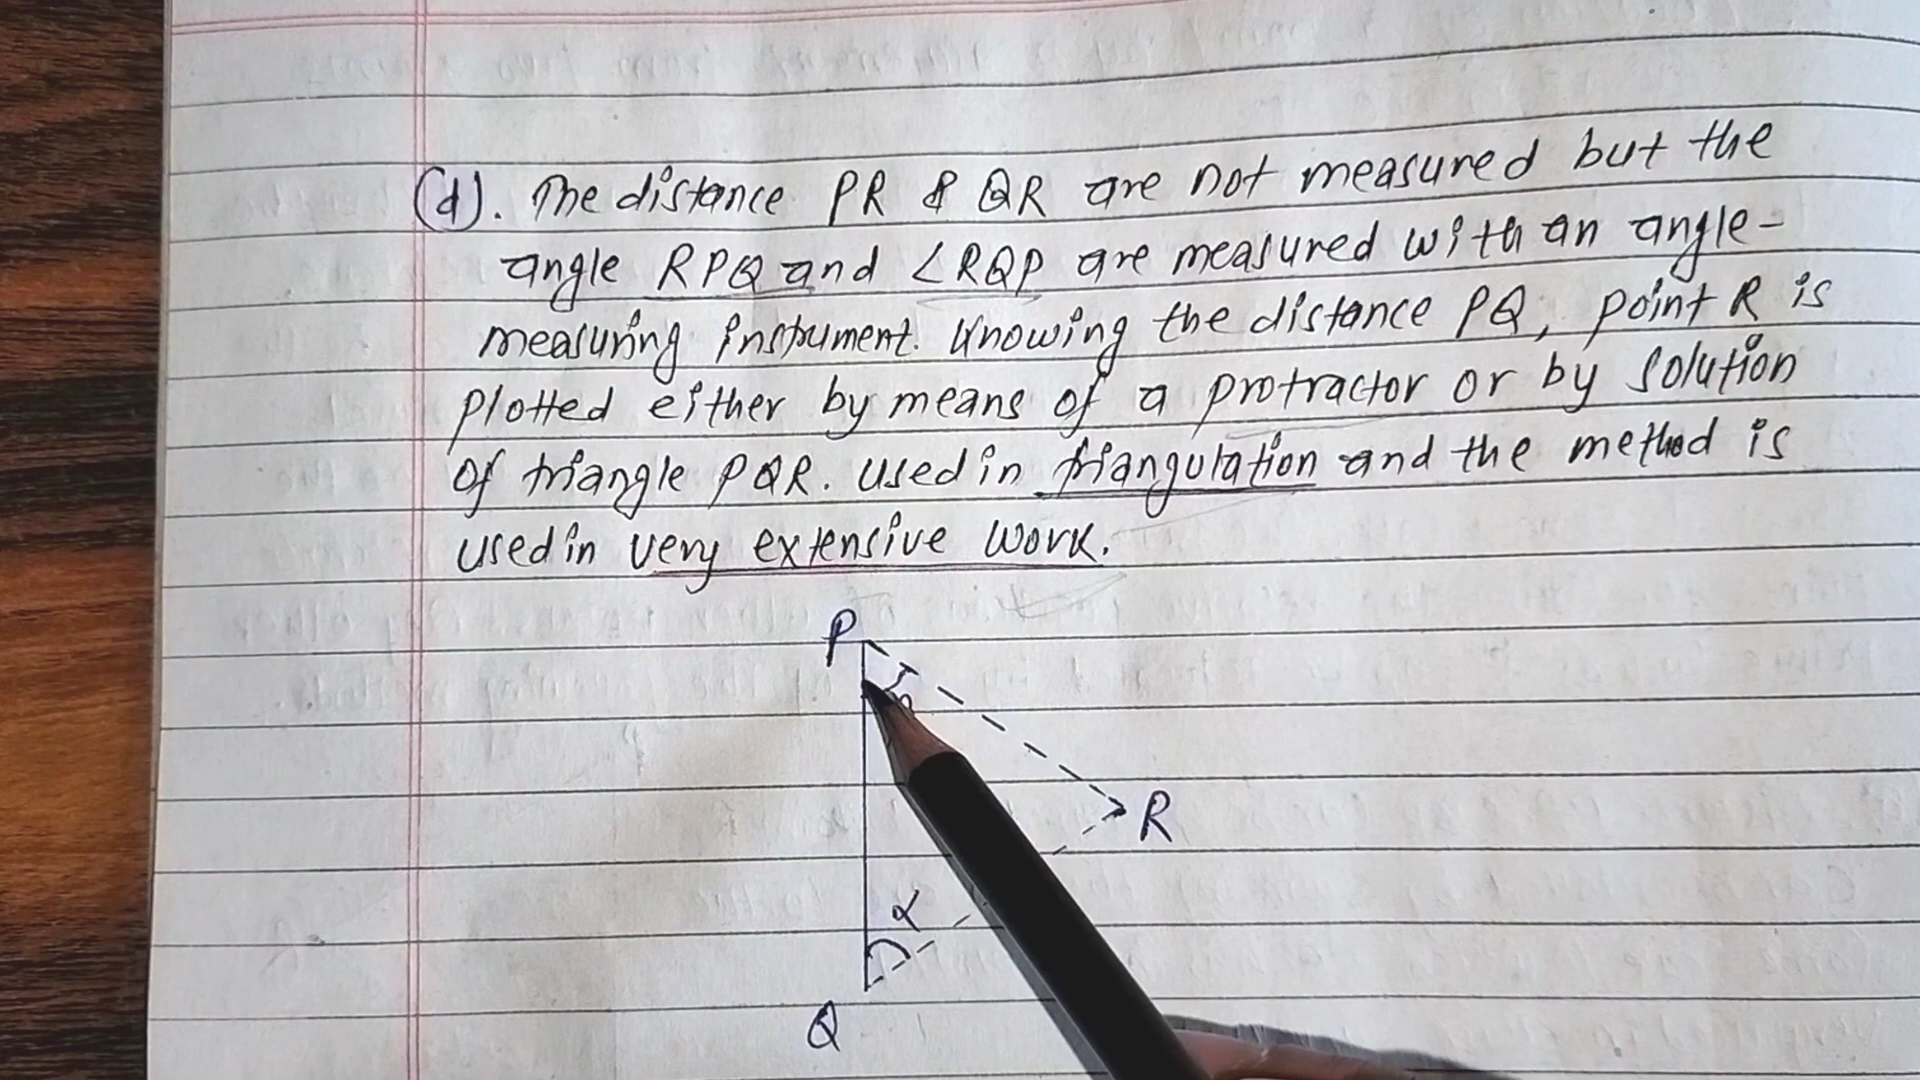 (d). The distance PR & QR are not measured but the
angle RPQ and ∠RQP are measured with an angle-
measuring instrument. Knowing the distance PQ, point R is
plotted either by means of a protractor or by solution
of triangle PQR. Used in triangulation and the method is
used in very extensive work.
P
R
α
Q